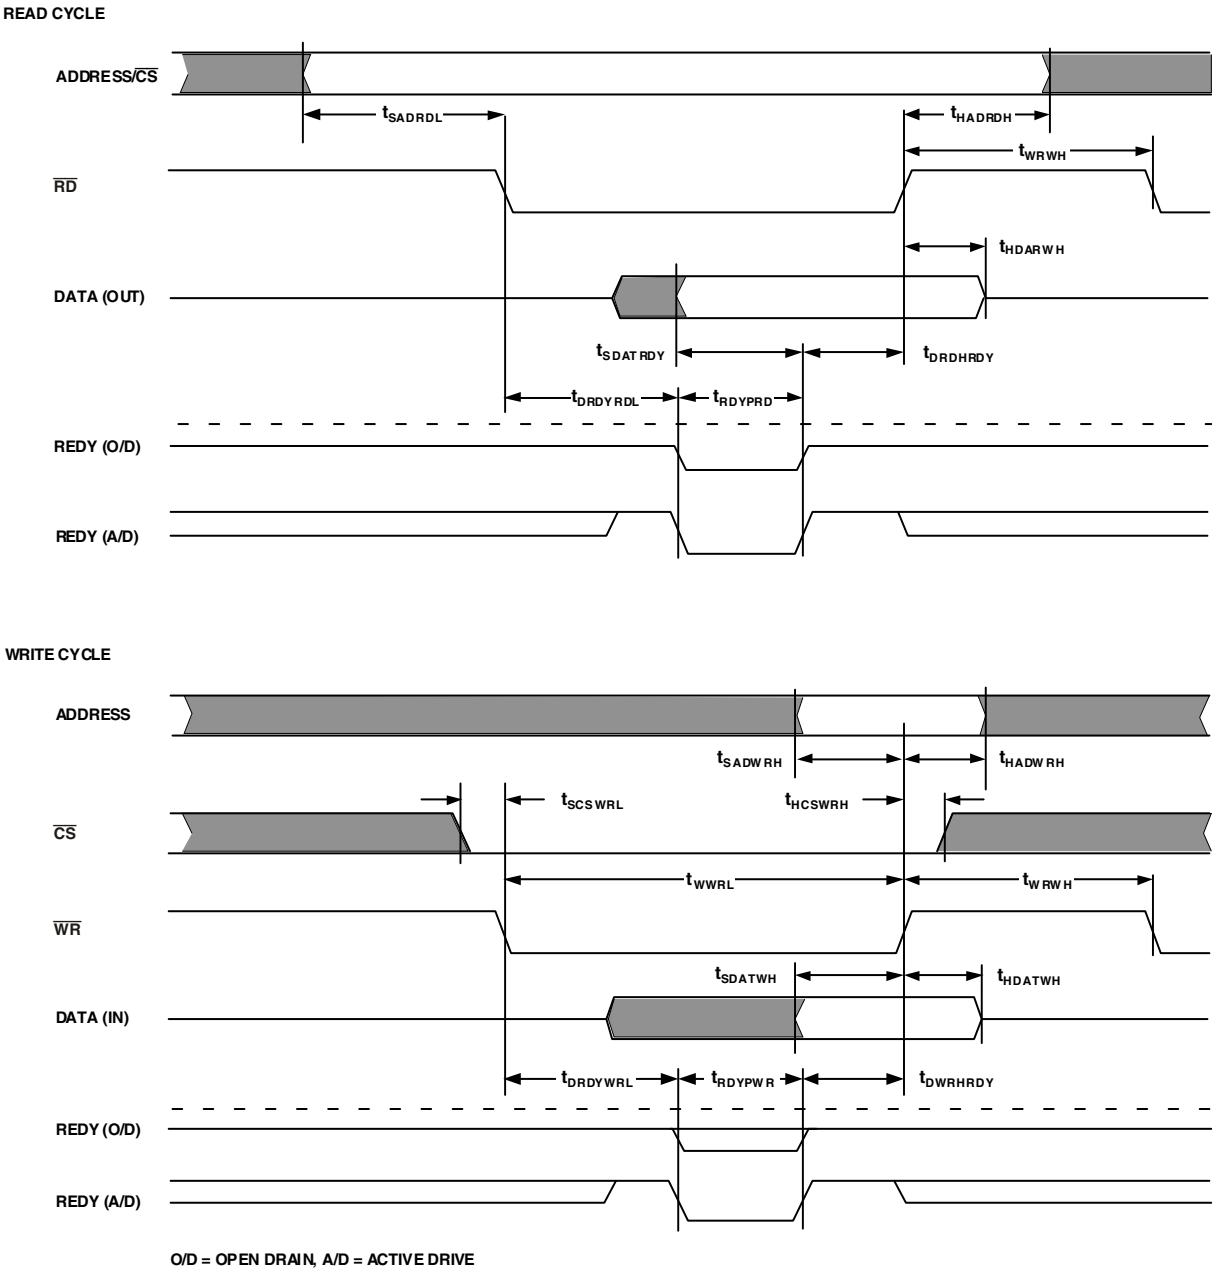 READ CYCLE
ADDRESS/CS
tSADRDL
tHADRDH
tWRWH
RD
tHDARWH
DATA (OUT)
tSDATRDY
tDRDHRDY
tDRDYRDL
tRDYPRD
REDY (O/D)
REDY (A/D)
WRITE CYCLE
ADDRESS
tSADWRH
tHADWRH
tSCSWRL
tHCSWRH
CS
tWWRL
tWRWH
WR
tSDATWH
tHDATWH
DATA (IN)
tDRDYWRL
tRDYPWR
tDWRHRDY
REDY (O/D)
REDY (A/D)
O/D = OPEN DRAIN, A/D = ACTIVE DRIVE